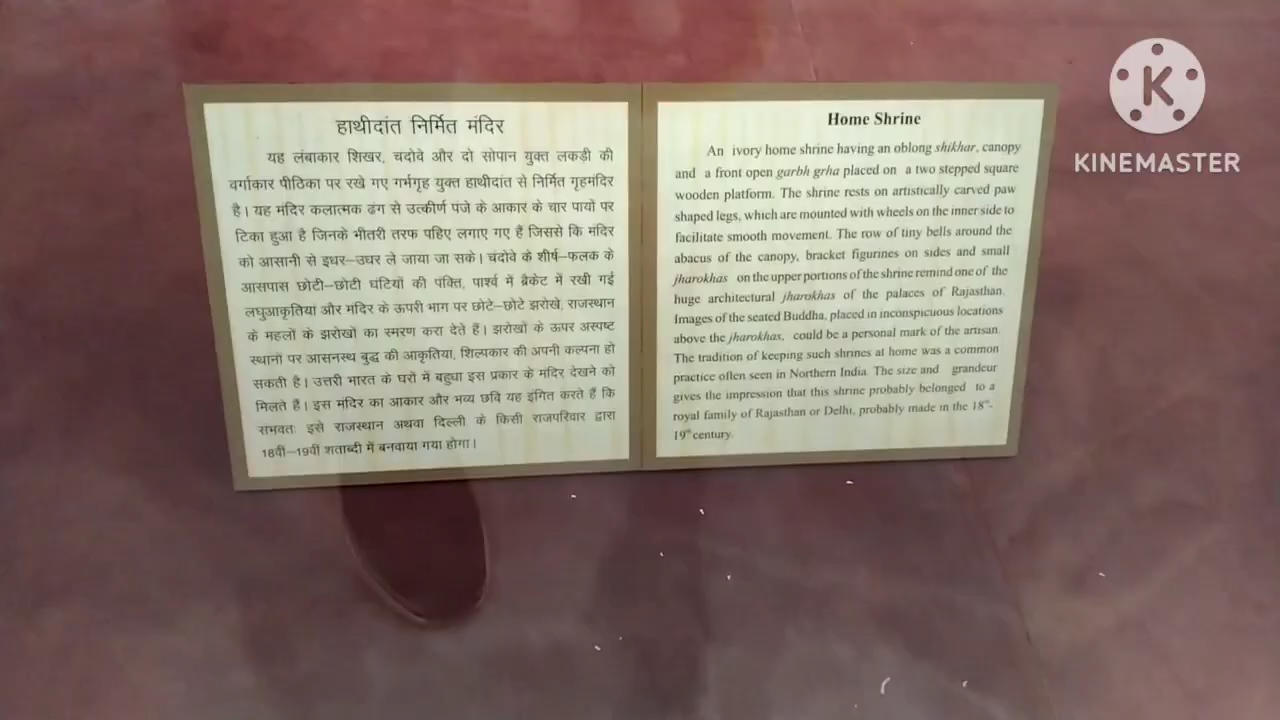 हाथीदांत निर्मित मंदिर
यह लंबाकार शिखर, चदोवे और दो सोपान युक्त लकड़ी की
वर्गाकार पीठिका पर रखे गए गर्भगृह युक्त हाथीदांत से निर्मित गृहमंदिर
है। यह मंदिर कलात्मक ढंग से उत्कीर्ण पंजे के आकार के चार पायों पर
टिका हुआ है जिनके भीतरी तरफ पहिए लगाए गए हैं जिससे कि मंदिर
को आसानी से इधर–उधर ले जाया जा सके। चंदोवे के शीर्ष–फलक के
आसपास छोटी–छोटी घंटियों की पंक्ति, पार्श्व में ब्रैकेट में रखी गई
लघुआकृतिया और मंदिर के ऊपरी भाग पर छोटे–छोटे झरोखे, राजस्थान
के महलों के झरोखों का स्मरण करा देते हैं। झरोखों के ऊपर अस्पष्ट
स्थानों पर आसनस्थ बुद्ध की आकृतिया, शिल्पकार की अपनी कल्पना हो
सकती है। उत्तरी भारत के घरों में बहुधा इस प्रकार के मंदिर देखने को
मिलते हैं। इस मंदिर का आकार और भव्य छवि यह इंगित करते हैं कि
संभवतः इसे राजस्थान अथवा दिल्ली के किसी राजपरिवार द्वारा
18वीं–19वीं शताब्दी में बनवाया गया होगा।
Home Shrine
An ivory home shrine having an oblong shikhar, canopy
and a front open garbh grha placed on a two stepped square
wooden platform. The shrine rests on artistically carved paw
shaped legs, which are mounted with wheels on the inner side to
facilitate smooth movement. The row of tiny bells around the
abacus of the canopy, bracket figurines on sides and small
jharokhas on the upper portions of the shrine remind one of the
huge architectural jharokhas of the palaces of Rajasthan.
Images of the seated Buddha, placed in inconspicuous locations
above the jharokhas, could be a personal mark of the artisan.
The tradition of keeping such shrines at home was a common
practice often seen in Northern India. The size and grandeur
gives the impression that this shrine probably belonged to a
royal family of Rajasthan or Delhi, probably made in the 18th-
19th century.
K
KINEMASTER